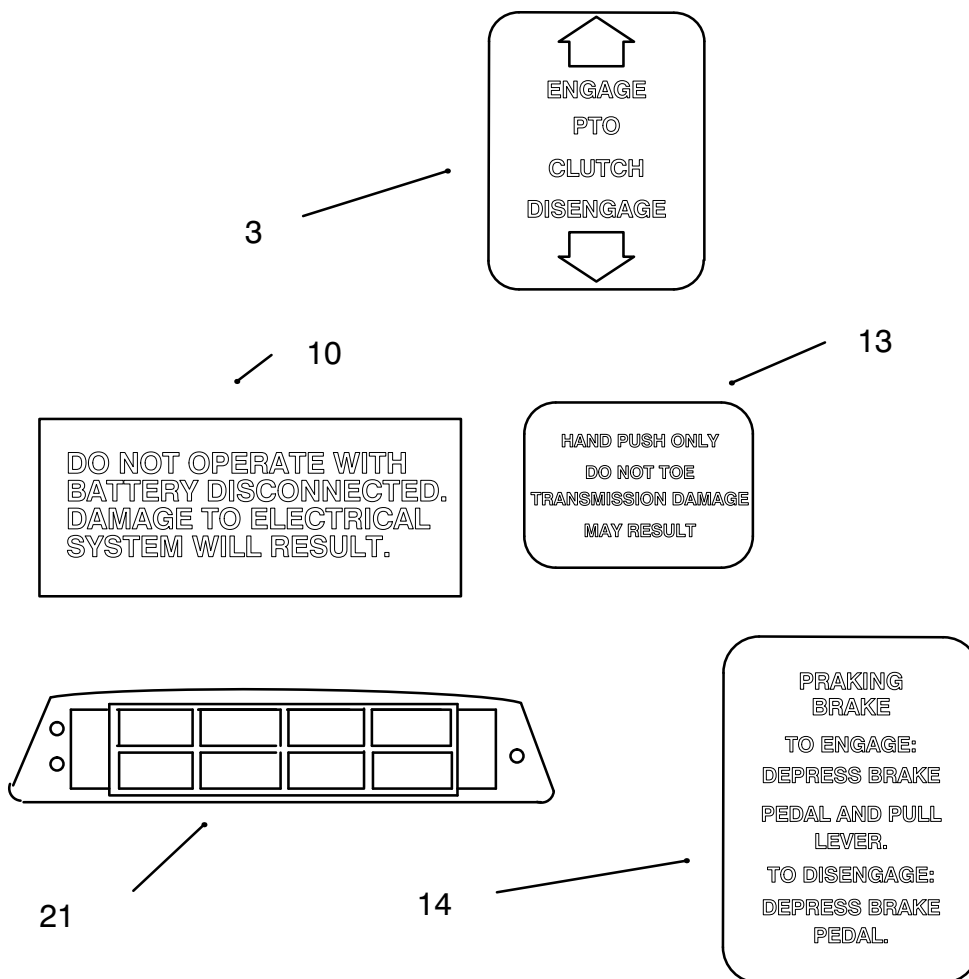 ENGAGE
PTO
CLUTCH
DISENGAGE
3
10
13
DO NOT OPERATE WITH
BATTERY DISCONNECTED.
DAMAGE TO ELECTRICAL
SYSTEM WILL RESULT.
HAND PUSH ONLY
DO NOT TOE
TRANSMISSION DAMAGE
MAY RESULT
PRAKING
BRAKE
TO ENGAGE:
DEPRESS BRAKE
PEDAL AND PULL
LEVER.
TO DISENGAGE:
DEPRESS BRAKE
PEDAL.
21
14